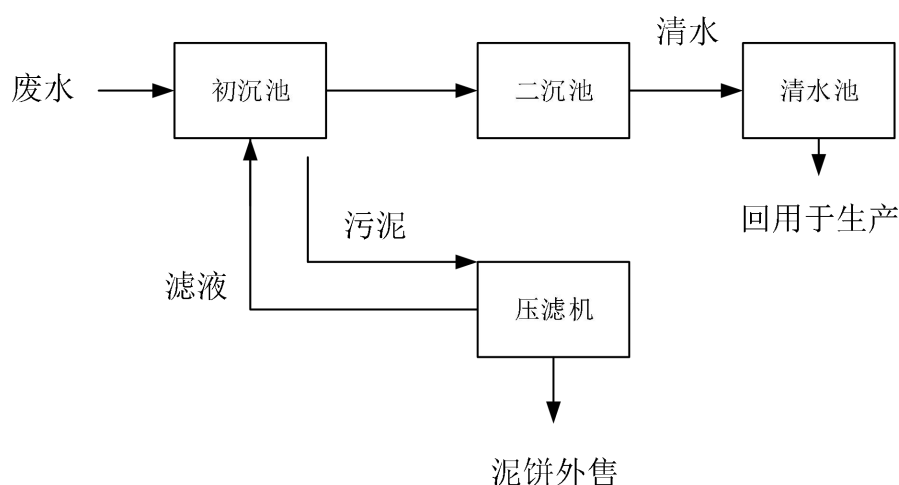 清水
废水
初沉池
二沉池
清水池
回用于生产
污泥
滤液
压滤机
泥饼外售